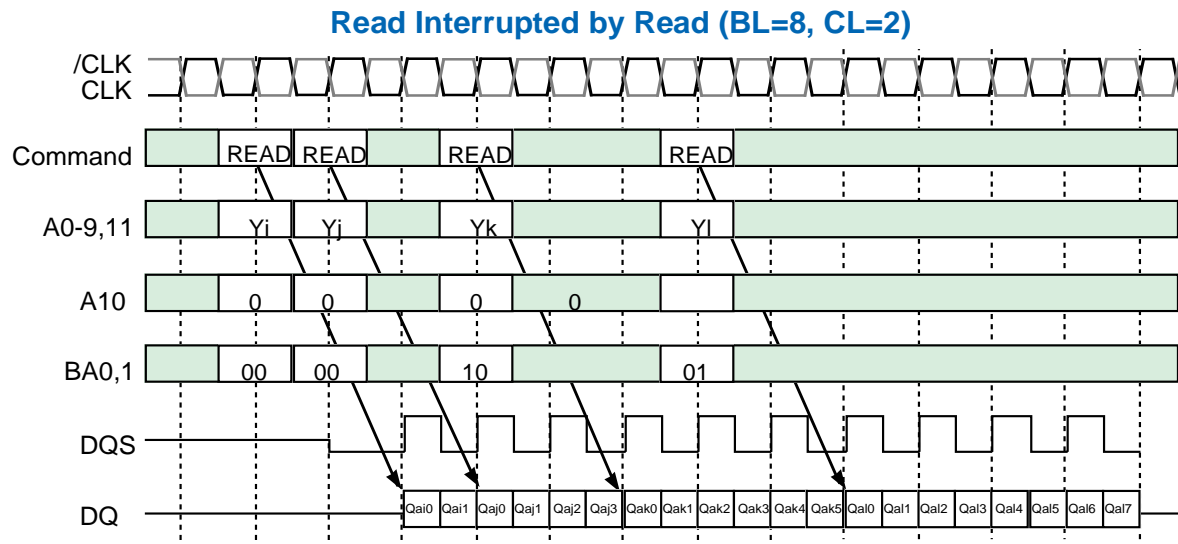 Read Interrupted by Read (BL=8, CL=2)
/CLK
CLK
Command READ READ READ READ
A0-9,11 Yi Yj Yk Yl
A10 0 0 0 0
BA0,1 00 00 10 01
DQS
DQ Qai0 Qai1 Qaj0 Qaj1 Qaj2 Qaj3 Qak0 Qak1 Qak2 Qak3 Qak4 Qak5 Qal0 Qal1 Qal2 Qal3 Qal4 Qal5 Qal6 Qal7